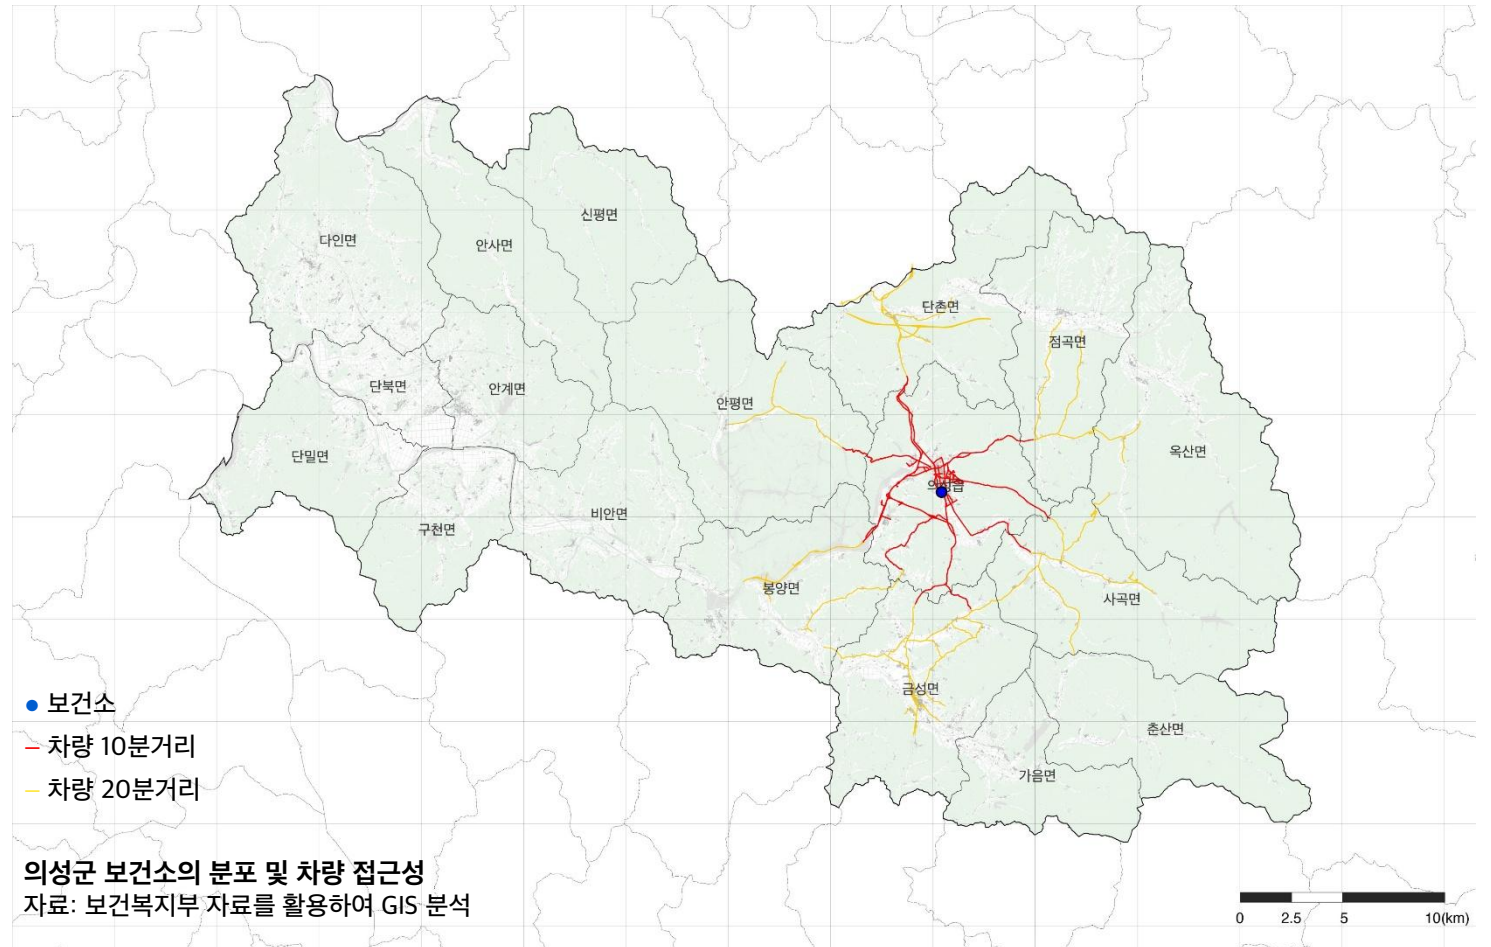 신평면
다인면
안사면
단촌면
점곡면
단북면
안계면
안평면
옥산면
단밀면
의성읍
비안면
구천면
봉양면
사곡면
금성면
춘산면
가음면
보건소
차량 10분거리
차량 20분거리
의성군 보건소의 분포 및 차량 접근성
자료: 보건복지부 자료를 활용하여 GIS 분석
0 2.5 5 10(km)